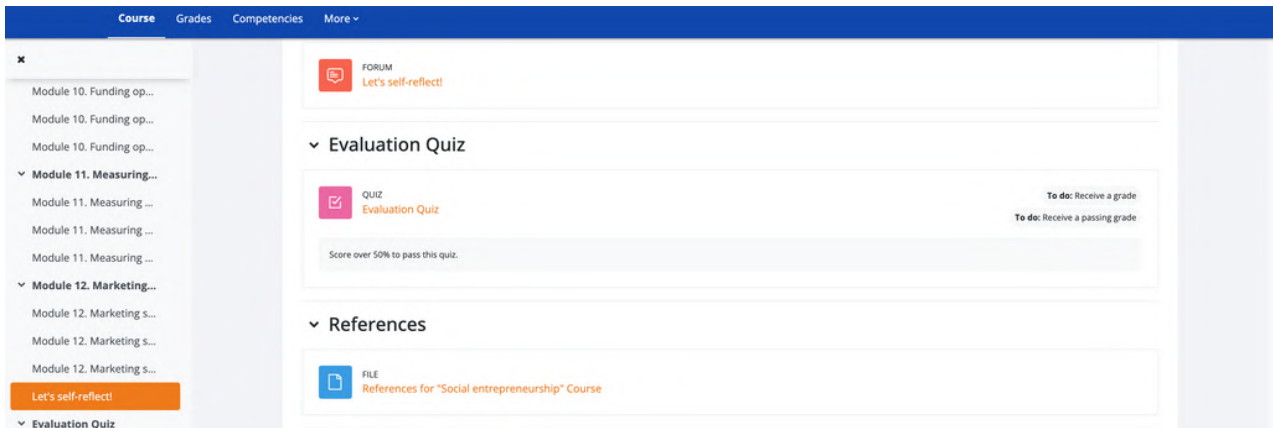 Course Grades Competencies More
Module 10. Funding op...
Module 10. Funding op...
Module 10. Funding op...
Module 11. Measuring...
Module 11. Measuring ...
Module 11. Measuring ...
Module 11. Measuring ...
Module 12. Marketing...
Module 12. Marketing s...
Module 12. Marketing s...
Module 12. Marketing s...
Let's self-reflect!
Evaluation Quiz
FORUM
Let's self-reflect!
Evaluation Quiz
QUIZ
Evaluation Quiz
To do: Receive a grade
To do: Receive a passing grade
Score over 50% to pass this quiz.
References
FILE
References for "Social entrepreneurship" Course